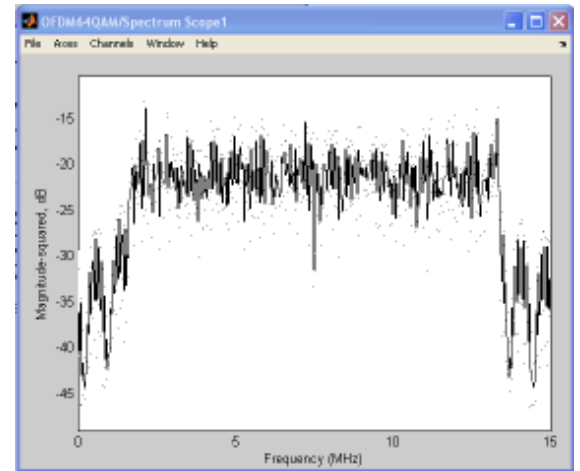 OFDM64QAM/Spectrum Scope1
File Axes Channels Window Help
Magnitude-squared, dB
-15
-20
-25
-30
-35
-40
-45
0 5 10 15
Frequency (MHz)